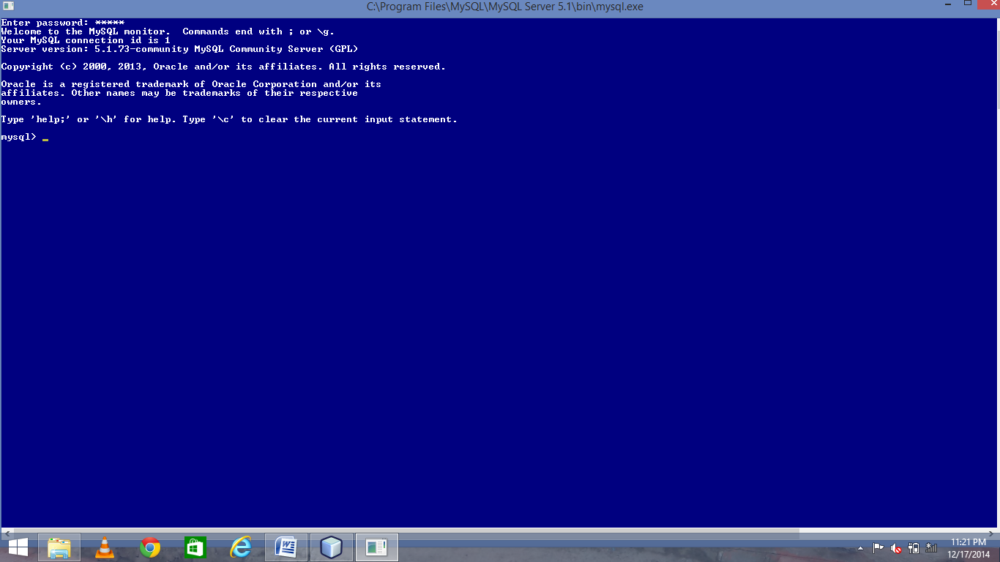 C:\Program Files\MySQL\MySQL Server 5.1\bin\mysql.exe
Enter password: *****
Welcome to the MySQL monitor.  Commands end with ; or \g.
Your MySQL connection id is 1
Server version: 5.1.73-community MySQL Community Server (GPL)
Copyright (c) 2000, 2013, Oracle and/or its affiliates. All rights reserved.
Oracle is a registered trademark of Oracle Corporation and/or its
affiliates. Other names may be trademarks of their respective
owners.
Type 'help;' or '\h' for help. Type '\c' to clear the current input statement.
mysql> _
11:21 PM
12/17/2014